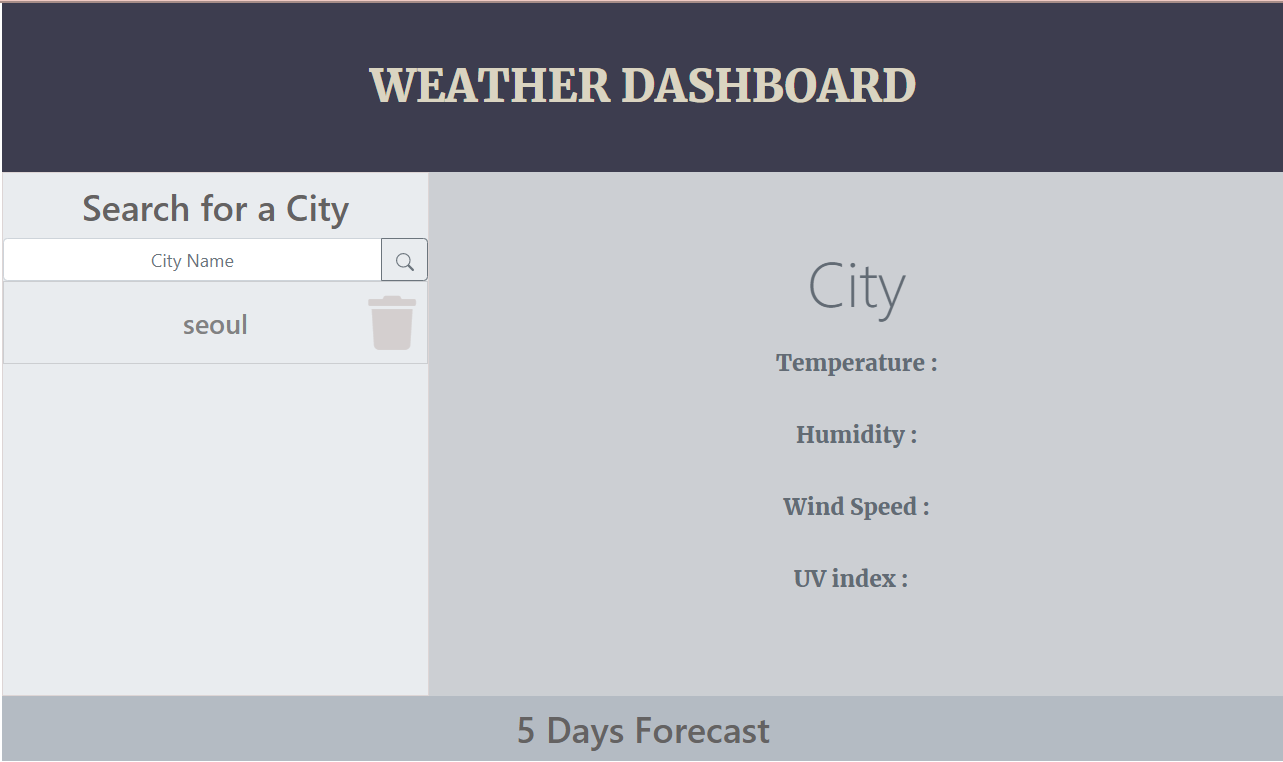 WEATHER DASHBOARD
Search for a City
City Name
seoul
City
Temperature :
Humidity :
Wind Speed :
UV index :
5 Days Forecast